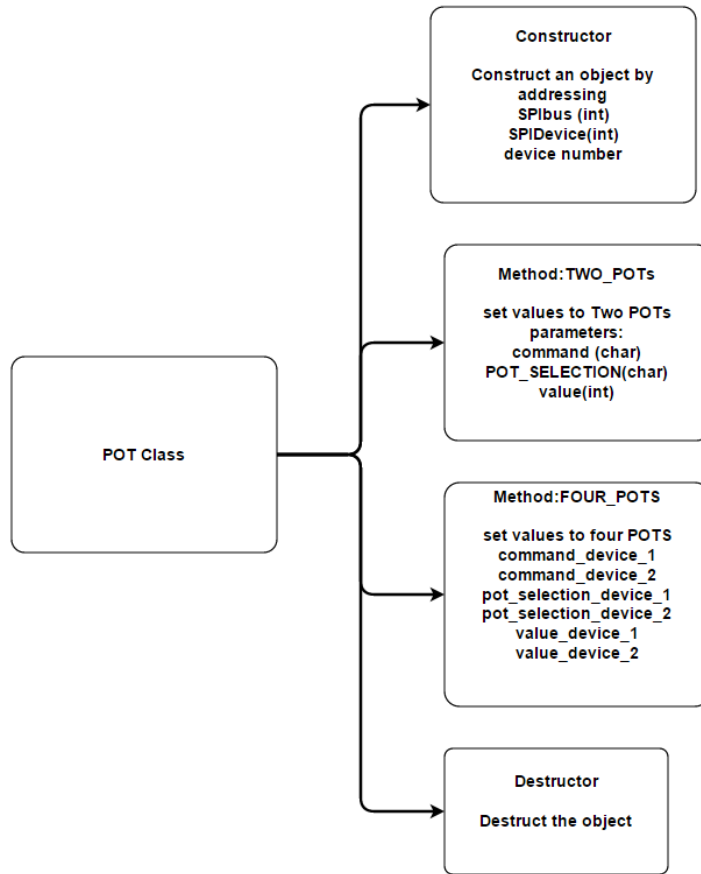 Constructor
Construct an object by
addressing
SPIbus (int)
SPIDevice(int)
device number
Method:TWO_POTs
set values to Two POTs
parameters:
command (char)
POT_SELECTION(char)
value(int)
POT Class
Method:FOUR_POTS
set values to four POTS
command_device_1
command_device_2
pot_selection_device_1
pot_selection_device_2
value_device_1
value_device_2
Destructor
Destruct the object